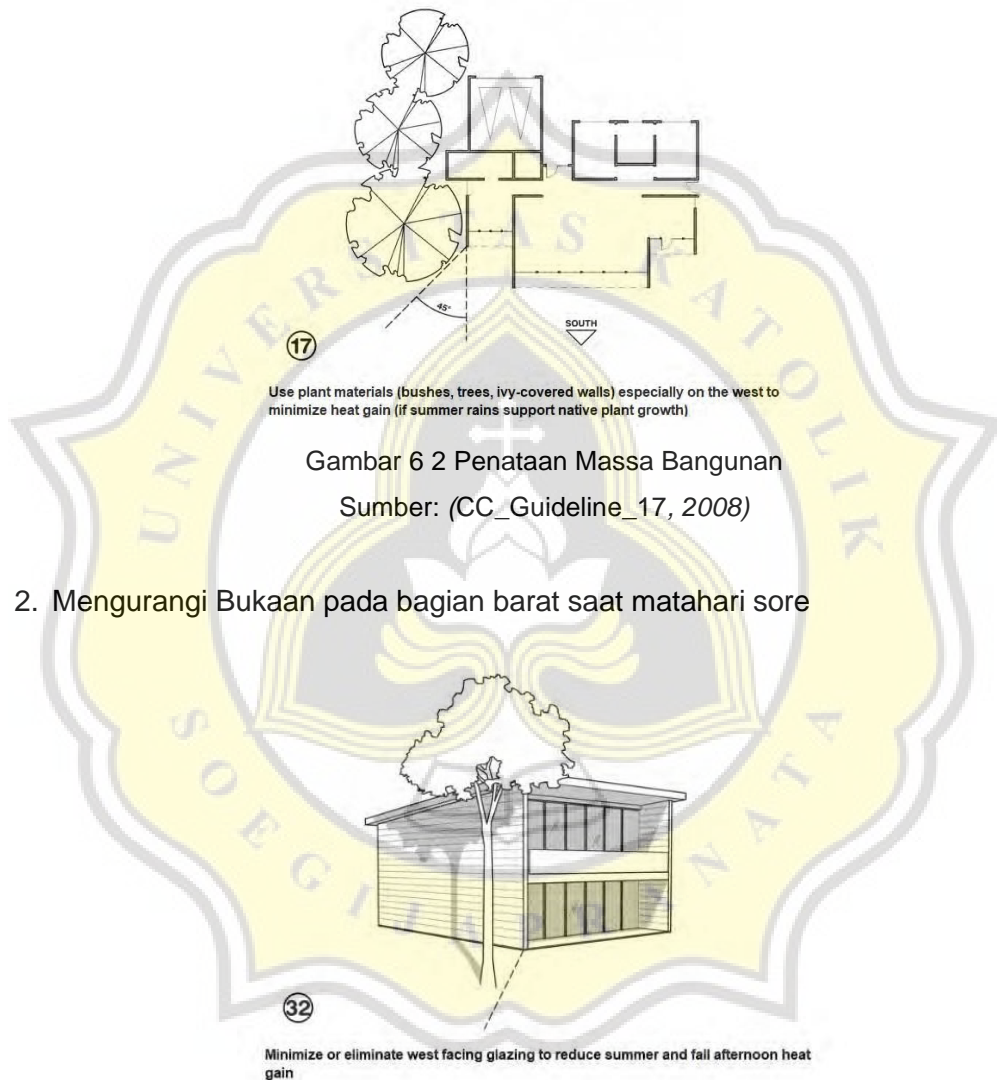 45°
SOUTH
17
Use plant materials (bushes, trees, ivy-covered walls) especially on the west to
minimize heat gain (if summer rains support native plant growth)
Gambar 6 2 Penataan Massa Bangunan
Sumber: (CC_Guideline_17, 2008)
2. Mengurangi Bukaan pada bagian barat saat matahari sore
32
Minimize or eliminate west facing glazing to reduce summer and fall afternoon heat
gain
UNIVERSITAS KATOLIK
SOEGIJAPRANATA